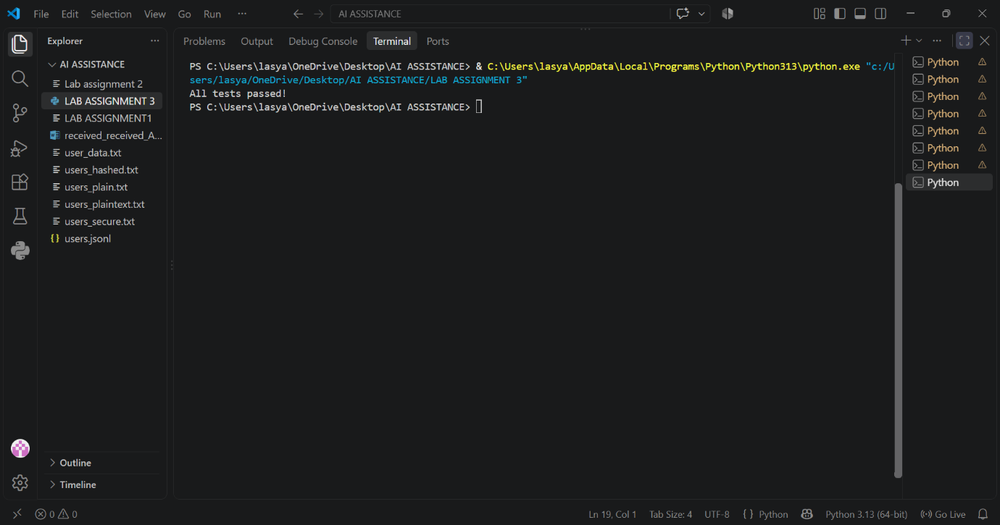 File Edit Selection View Go Run ··· AI ASSISTANCE
Explorer ···
AI ASSISTANCE
Lab assignment 2
LAB ASSIGNMENT 3
LAB ASSIGNMENT1
received_received_A...
user_data.txt
users_hashed.txt
users_plain.txt
users_plaintext.txt
users_secure.txt
{} users.jsonl
Outline
Timeline
Problems Output Debug Console Terminal Ports
PS C:\Users\lasya\OneDrive\Desktop\AI ASSISTANCE> & C:\Users\lasya\AppData\Local\Programs\Python\Python313\python.exe "c:/U
sers/lasya/OneDrive/Desktop/AI ASSISTANCE/LAB ASSIGNMENT 3"
All tests passed!
PS C:\Users\lasya\OneDrive\Desktop\AI ASSISTANCE>
Python
Python
Python
Python
Python
Python
Python
Python
0 0 Ln 19, Col 1 Tab Size: 4 UTF-8 {} Python Python 3.13 (64-bit) Go Live